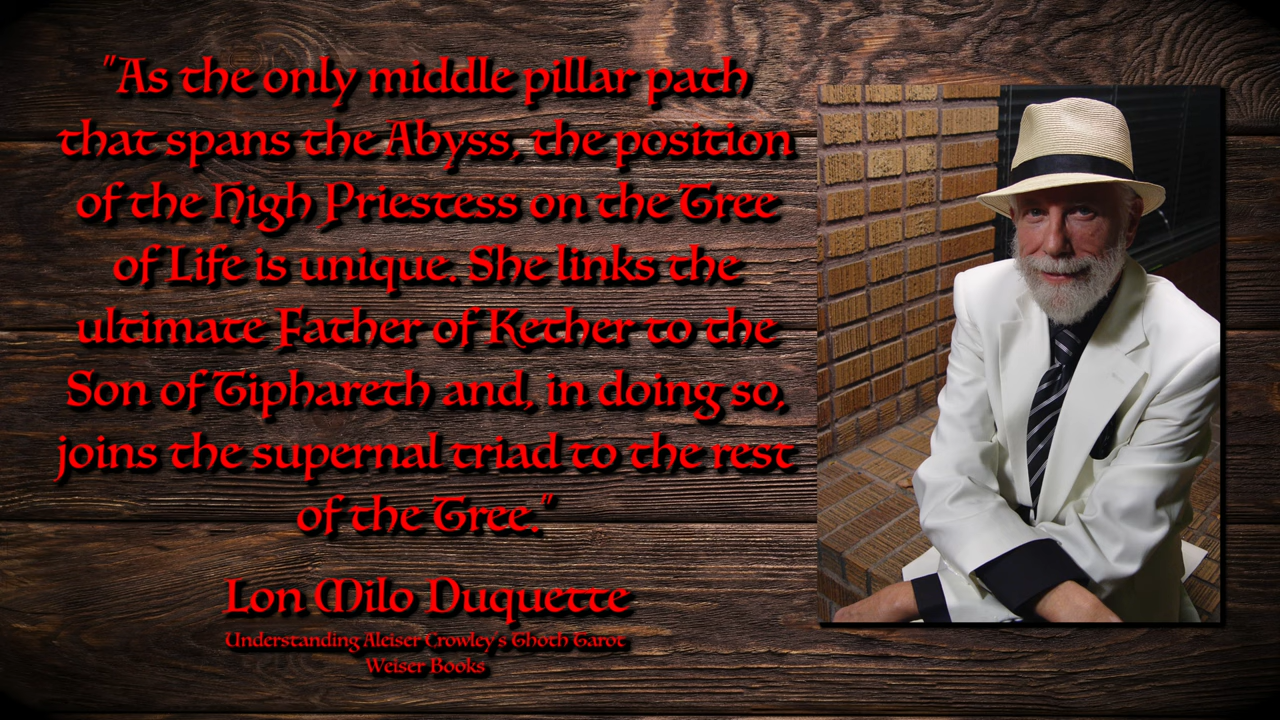 "As the only middle pillar path
that spans the Abyss, the position
of the High Priestess on the Tree
of Life is unique. She links the
ultimate Father of Kether to the
Son of Tiphareth and, in doing so,
joins the supernal triad to the rest
of the Tree."
Lon Milo Duquette
Understanding Aleiser Crowley's Thoth Tarot
Weiser Books